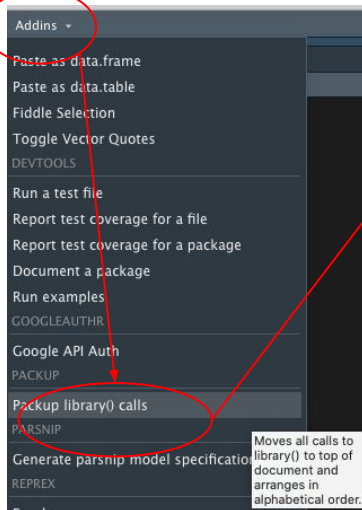 Addins
Paste as data.frame
Paste as data.table
Fiddle Selection
Toggle Vector Quotes
DEVTOOLS
Run a test file
Report test coverage for a file
Report test coverage for a package
Document a package
Run examples
GOOGLEAUTHR
Google API Auth
PACKUP
Packup library() calls
PARSNIP
Generate parsnip model specification
REPREX
Moves all calls to
library() to top of
document and
arranges in
alphabetical order.